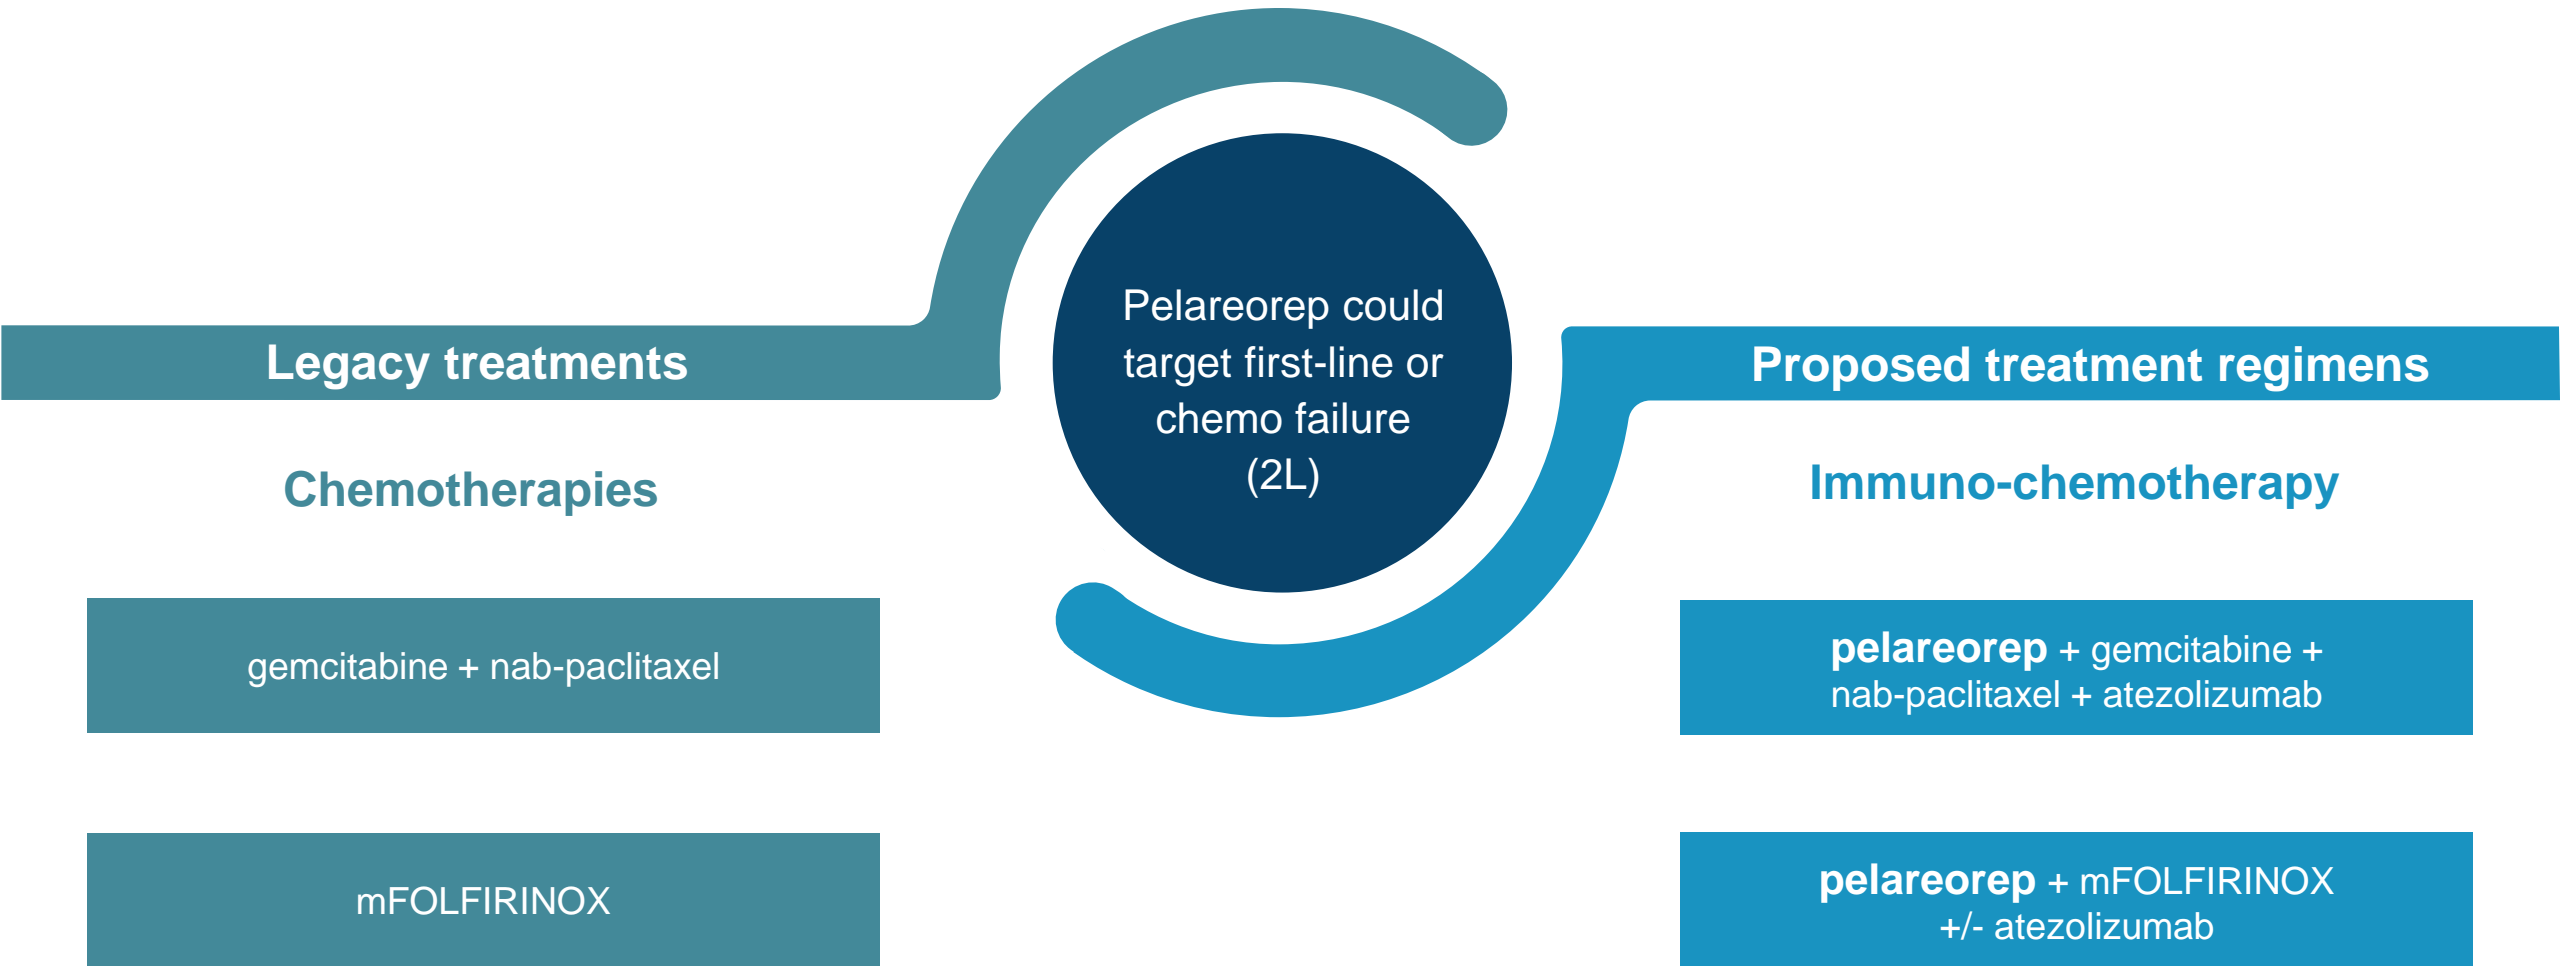 Legacy treatments
Chemotherapies
gemcitabine + nab-paclitaxel
mFOLFIRINOX
Pelareorep could
target first-line or
chemo failure
(2L)
Proposed treatment regimens
Immuno-chemotherapy
pelareorep + gemcitabine +
nab-paclitaxel + atezolizumab
pelareorep + mFOLFIRINOX
+/- atezolizumab